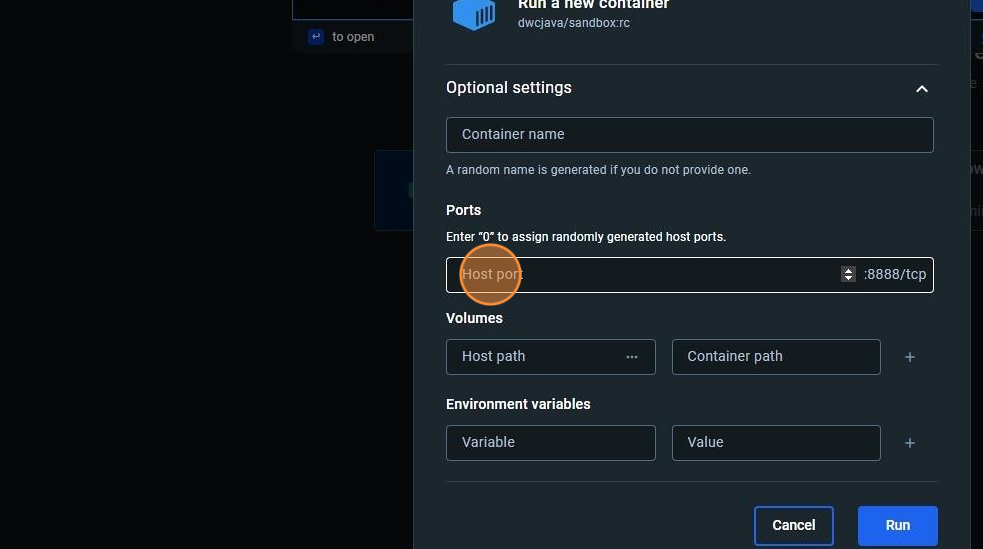 Run a new container
dwcjava/sandbox:rc
to open
Optional settings
Container name
A random name is generated if you do not provide one.
Ports
Enter “0” to assign randomly generated host ports.
Host port
:8888/tcp
Volumes
Host path ···
Container path
+
Environment variables
Variable
Value
+
Cancel
Run